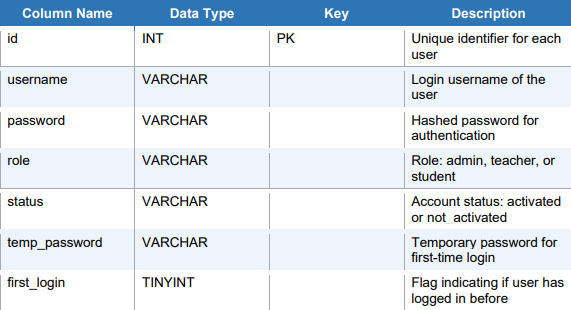 Column Name Data Type Key Description
id INT PK Unique identifier for each
user
username VARCHAR Login username of the
user
password VARCHAR Hashed password for
authentication
role VARCHAR Role: admin, teacher, or
student
status VARCHAR Account status: activated
or not_activated
temp_password VARCHAR Temporary password for
first-time login
first_login TINYINT Flag indicating if user has
logged in before